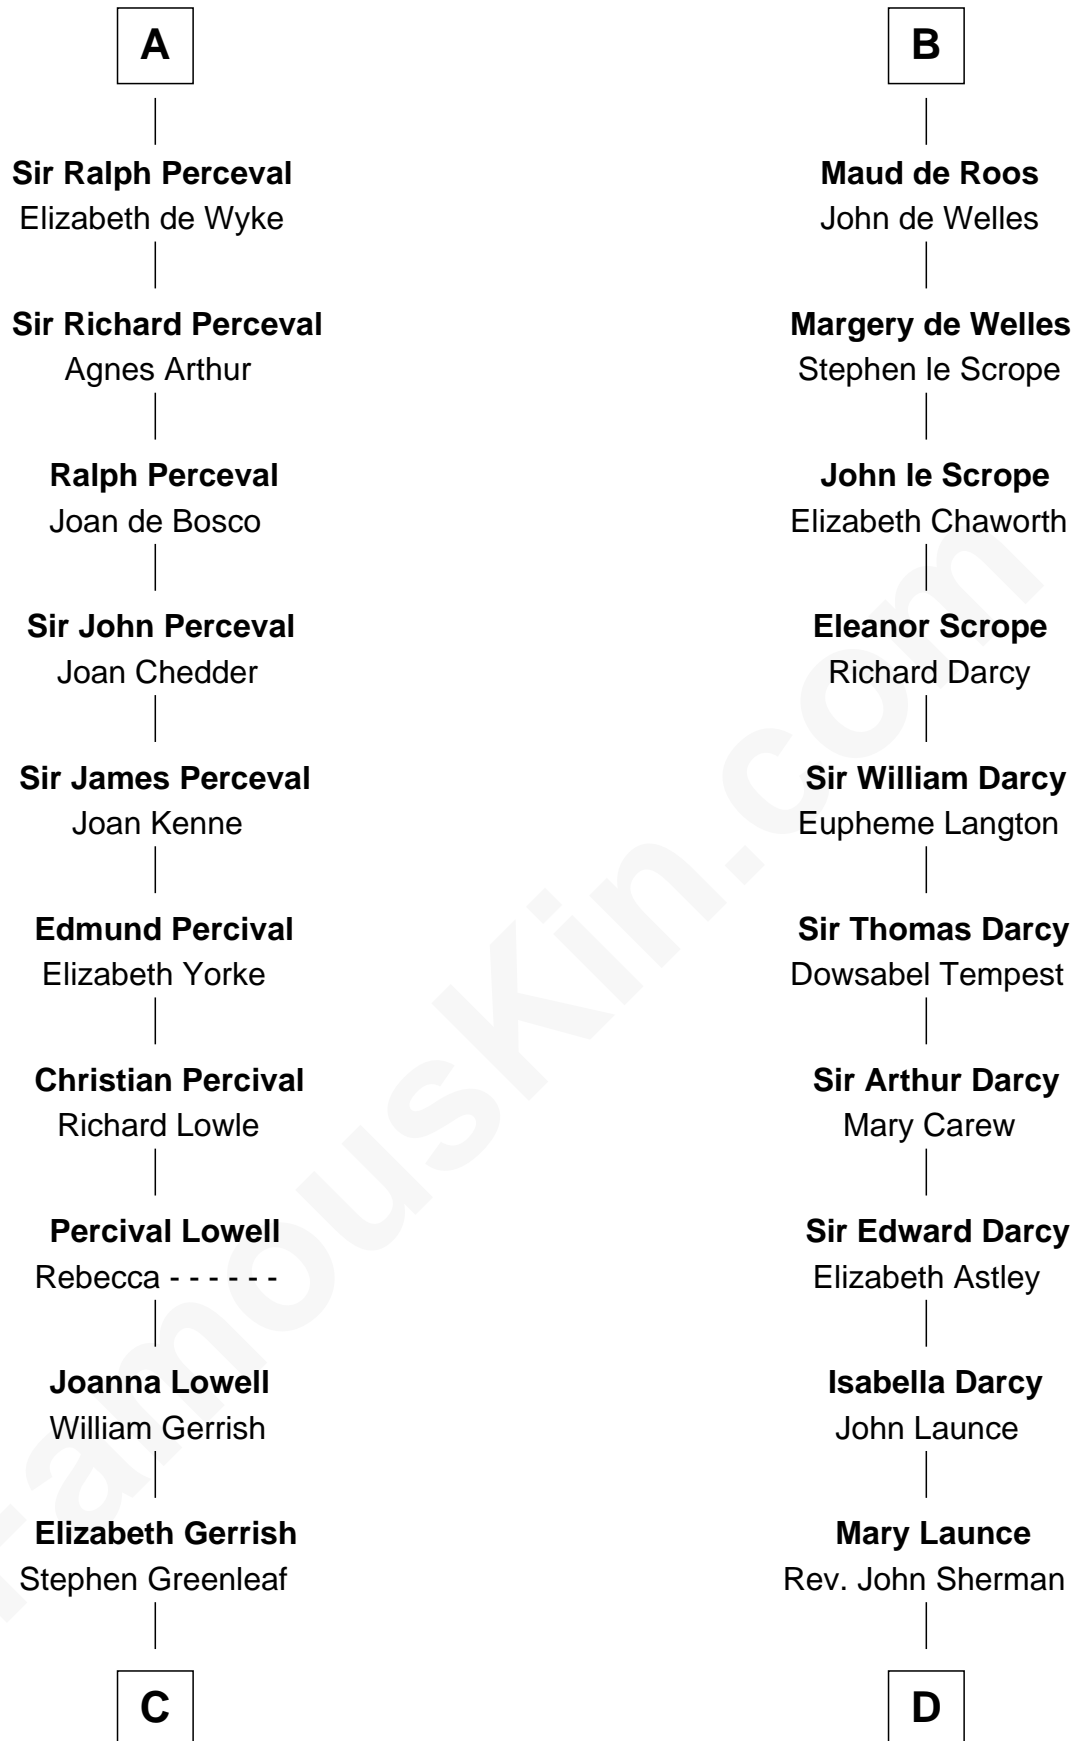 A
Sir Ralph Perceval
Elizabeth de Wyke
Sir Richard Perceval
Agnes Arthur
Ralph Perceval
Joan de Bosco
Sir John Perceval
Joan Chedder
Sir James Perceval
Joan Kenne
Edmund Percival
Elizabeth Yorke
Christian Percival
Richard Lowle
Percival Lowell
Rebecca - - - - - -
Joanna Lowell
William Gerrish
Elizabeth Gerrish
Stephen Greenleaf
C
B
Maud de Roos
John de Welles
Margery de Welles
Stephen le Scrope
John le Scrope
Elizabeth Chaworth
Eleanor Scrope
Richard Darcy
Sir William Darcy
Eupheme Langton
Sir Thomas Darcy
Dowsabel Tempest
Sir Arthur Darcy
Mary Carew
Sir Edward Darcy
Elizabeth Astley
Isabella Darcy
John Launce
Mary Launce
Rev. John Sherman
D
FamousKin.com